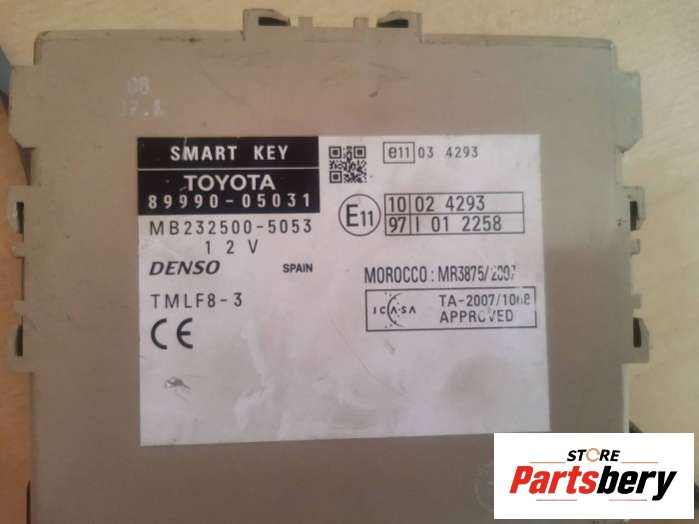 SMART KEY
TOYOTA
89990-05031
MB232500-5053
12V
DENSO SPAIN
TMLF8-3
CE
e11 03 4293
E11
10 02 4293
97 I 01 2258
MOROCCO: MR3875/2007
ICASA
TA-2007/1068
APPROVED
STORE
Partsbery